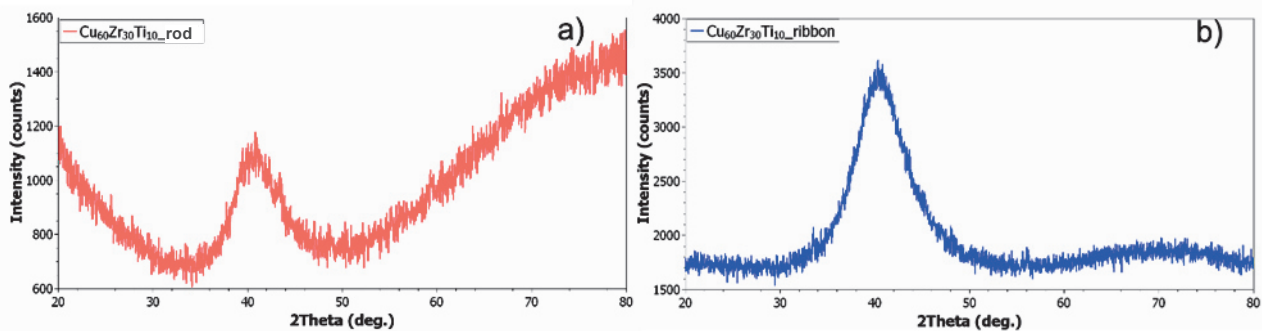 Cu60Zr30Ti10_rod
a)
1600
1400
1200
1000
800
600
Intensity (counts)
20 30 40 50 60 70 80
2Theta (deg.)
Cu60Zr30Ti10_ribbon
b)
4000
3500
3000
2500
2000
1500
Intensity (counts)
20 30 40 50 60 70 80
2Theta (deg.)